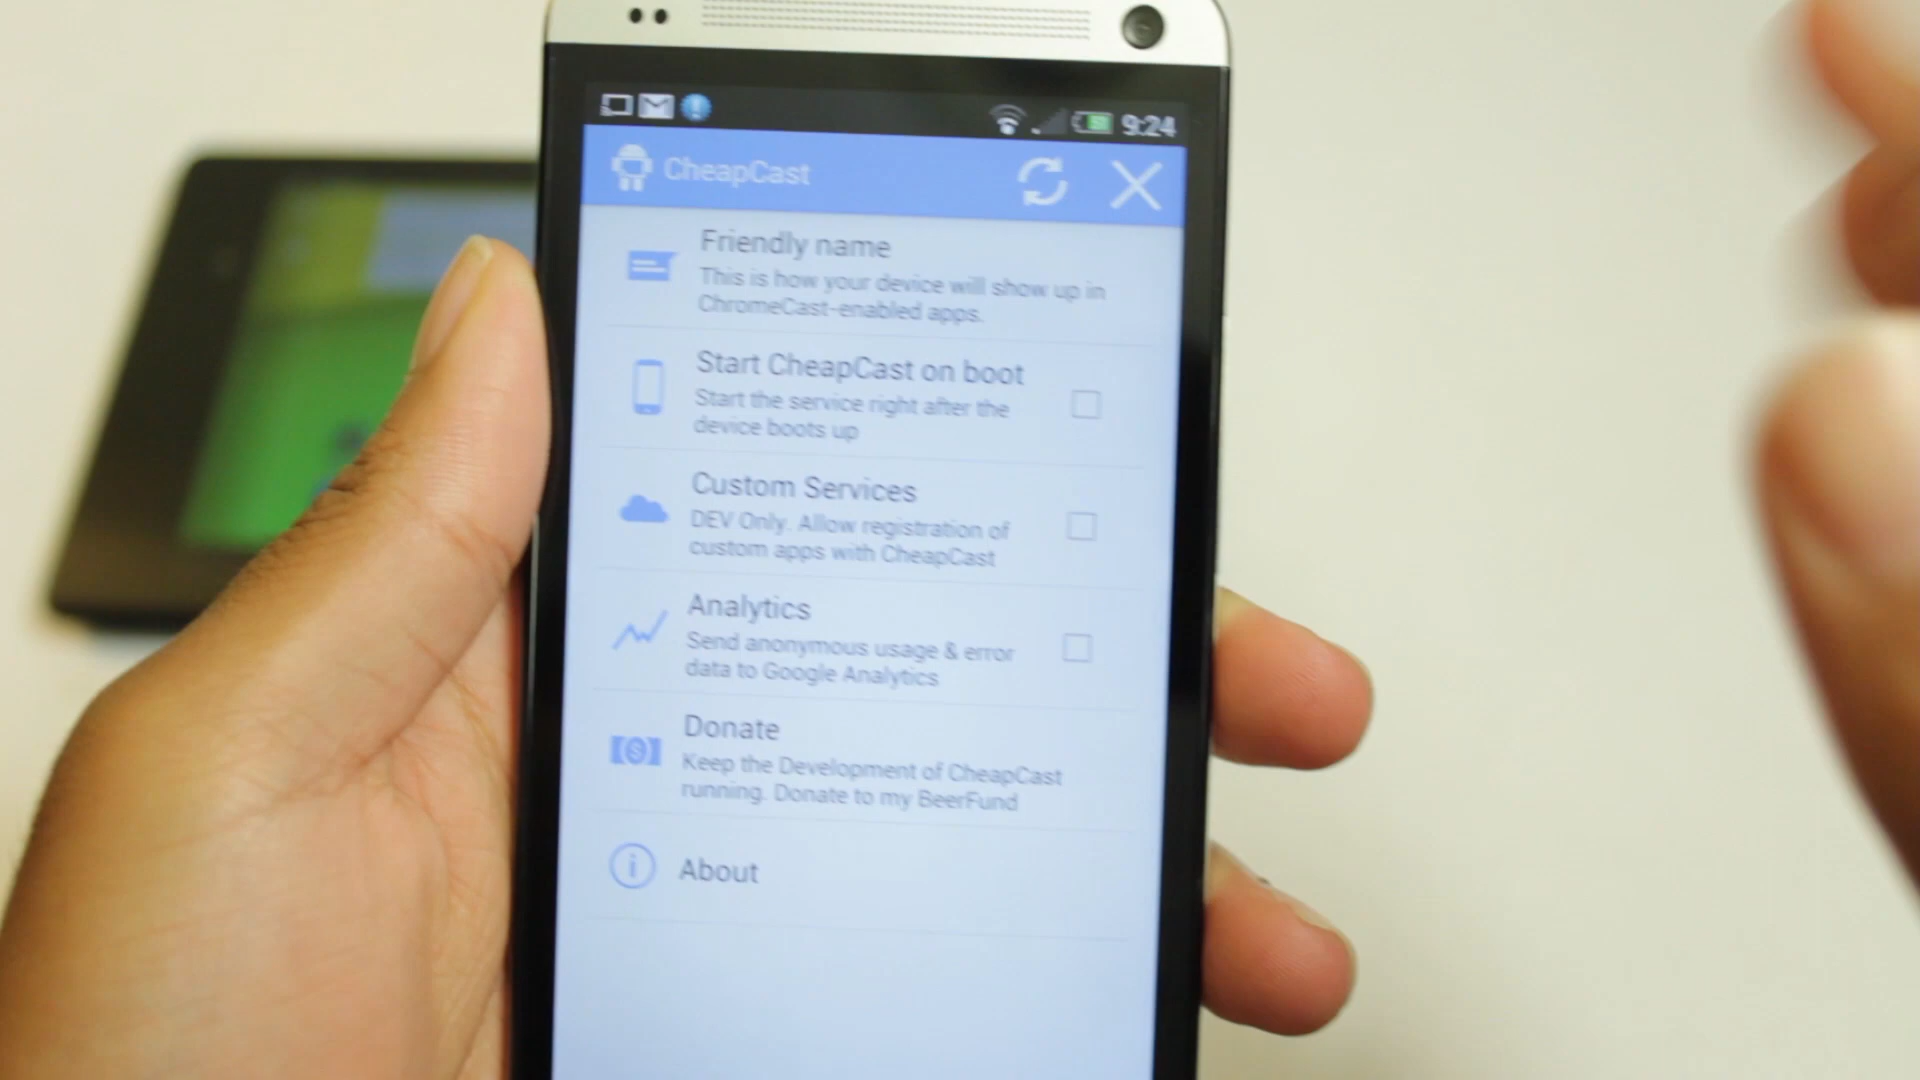 9:24
CheapCast
Friendly name
This is how your device will show up in
ChromeCast-enabled apps.
Start CheapCast on boot
Start the service right after the
device boots up
Custom Services
DEV Only. Allow registration of
custom apps with CheapCast
Analytics
Send anonymous usage & error
data to Google Analytics
Donate
Keep the Development of CheapCast
running. Donate to my BeerFund
About